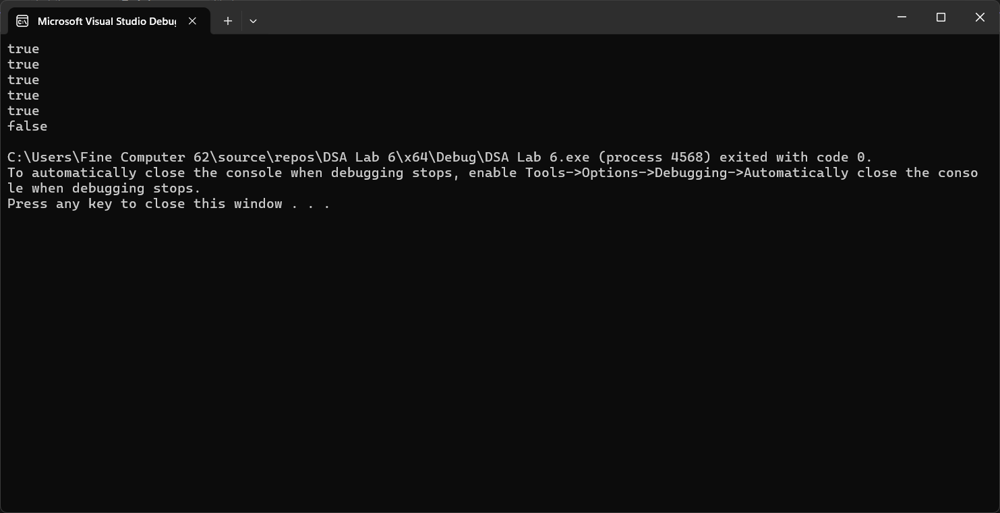 Microsoft Visual Studio Debug
true
true
true
true
true
false
C:\Users\Fine Computer 62\source\repos\DSA Lab 6\x64\Debug\DSA Lab 6.exe (process 4568) exited with code 0.
To automatically close the console when debugging stops, enable Tools->Options->Debugging->Automatically close the conso
le when debugging stops.
Press any key to close this window . . .